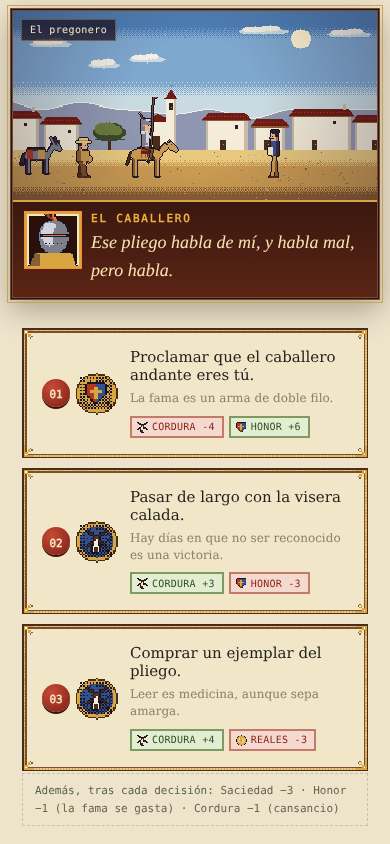 El pregonero
EL CABALLERO
Ese pliego habla de mí, y habla mal,
pero habla.
01
Proclamar que el caballero
andante eres tú.
La fama es un arma de doble filo.
CORDURA -4 HONOR +6
02
Pasar de largo con la visera
calada.
Hay días en que no ser reconocido
es una victoria.
CORDURA +3 HONOR -3
03
Comprar un ejemplar del
pliego.
Leer es medicina, aunque sepa
amarga.
CORDURA +4 REALES -3
Además, tras cada decisión: Saciedad −3 · Honor
−1 (la fama se gasta) · Cordura −1 (cansancio)